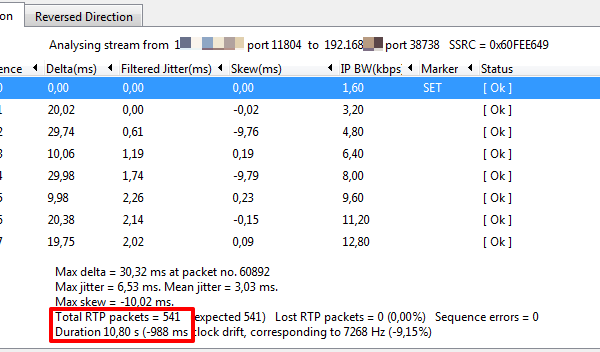 on Reversed Direction
Analysing stream from 1 port 11804 to 192.168 port 38738 SSRC = 0x60FEE649
ence Delta(ms) Filtered Jitter(ms) Skew(ms) IP BW(kbps) Marker Status
0 0,00 0,00 0,00 1,60 SET [ Ok ]
1 20,02 0,00 -0,02 3,20 [ Ok ]
2 29,74 0,61 -9,76 4,80 [ Ok ]
3 10,06 1,19 0,19 6,40 [ Ok ]
4 29,98 1,74 -9,79 8,00 [ Ok ]
5 9,98 2,26 0,23 9,60 [ Ok ]
6 20,38 2,14 -0,15 11,20 [ Ok ]
7 19,75 2,02 0,09 12,80 [ Ok ]
Max delta = 30,32 ms at packet no. 60892
Max jitter = 6,53 ms. Mean jitter = 3,03 ms.
Max skew = -10,02 ms.
Total RTP packets = 541 expected 541) Lost RTP packets = 0 (0,00%) Sequence errors = 0
Duration 10,80 s (-988 ms clock drift, corresponding to 7268 Hz (-9,15%)